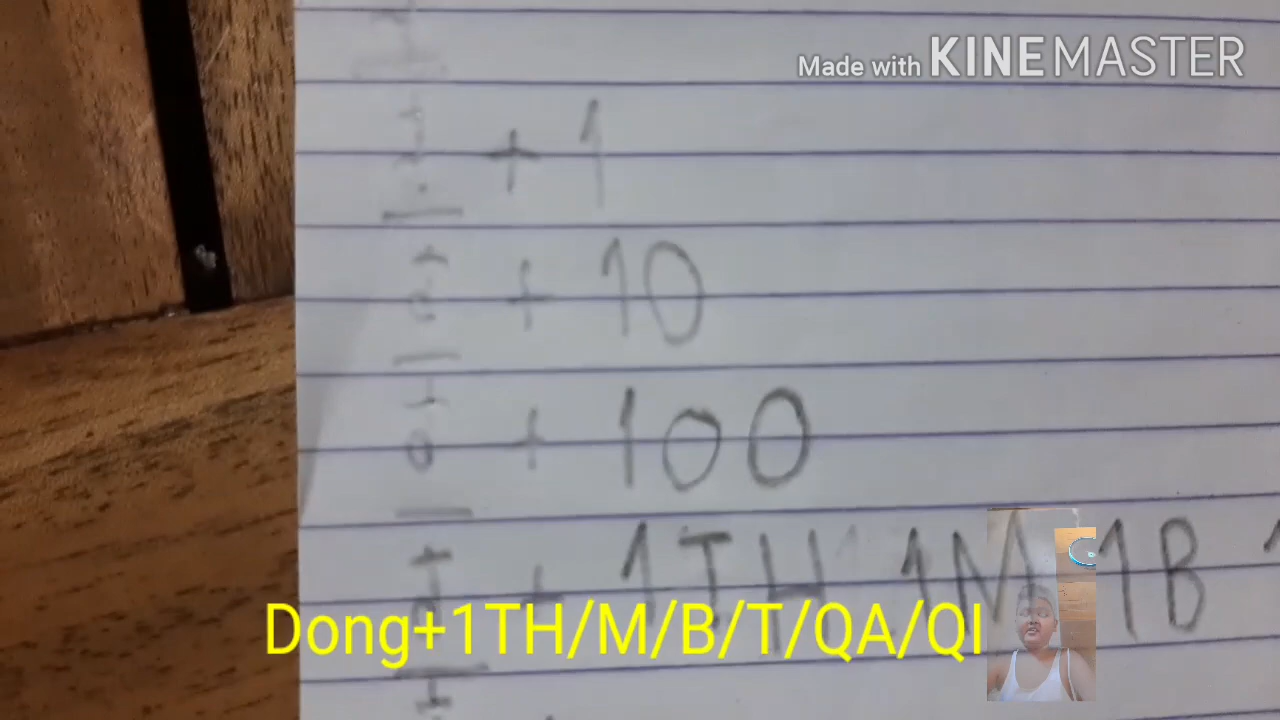 Made with KINEMASTER
+ 1
+ 10
+ 100
+ 1TH 1M 1B
Dong+1TH/M/B/T/QA/QI